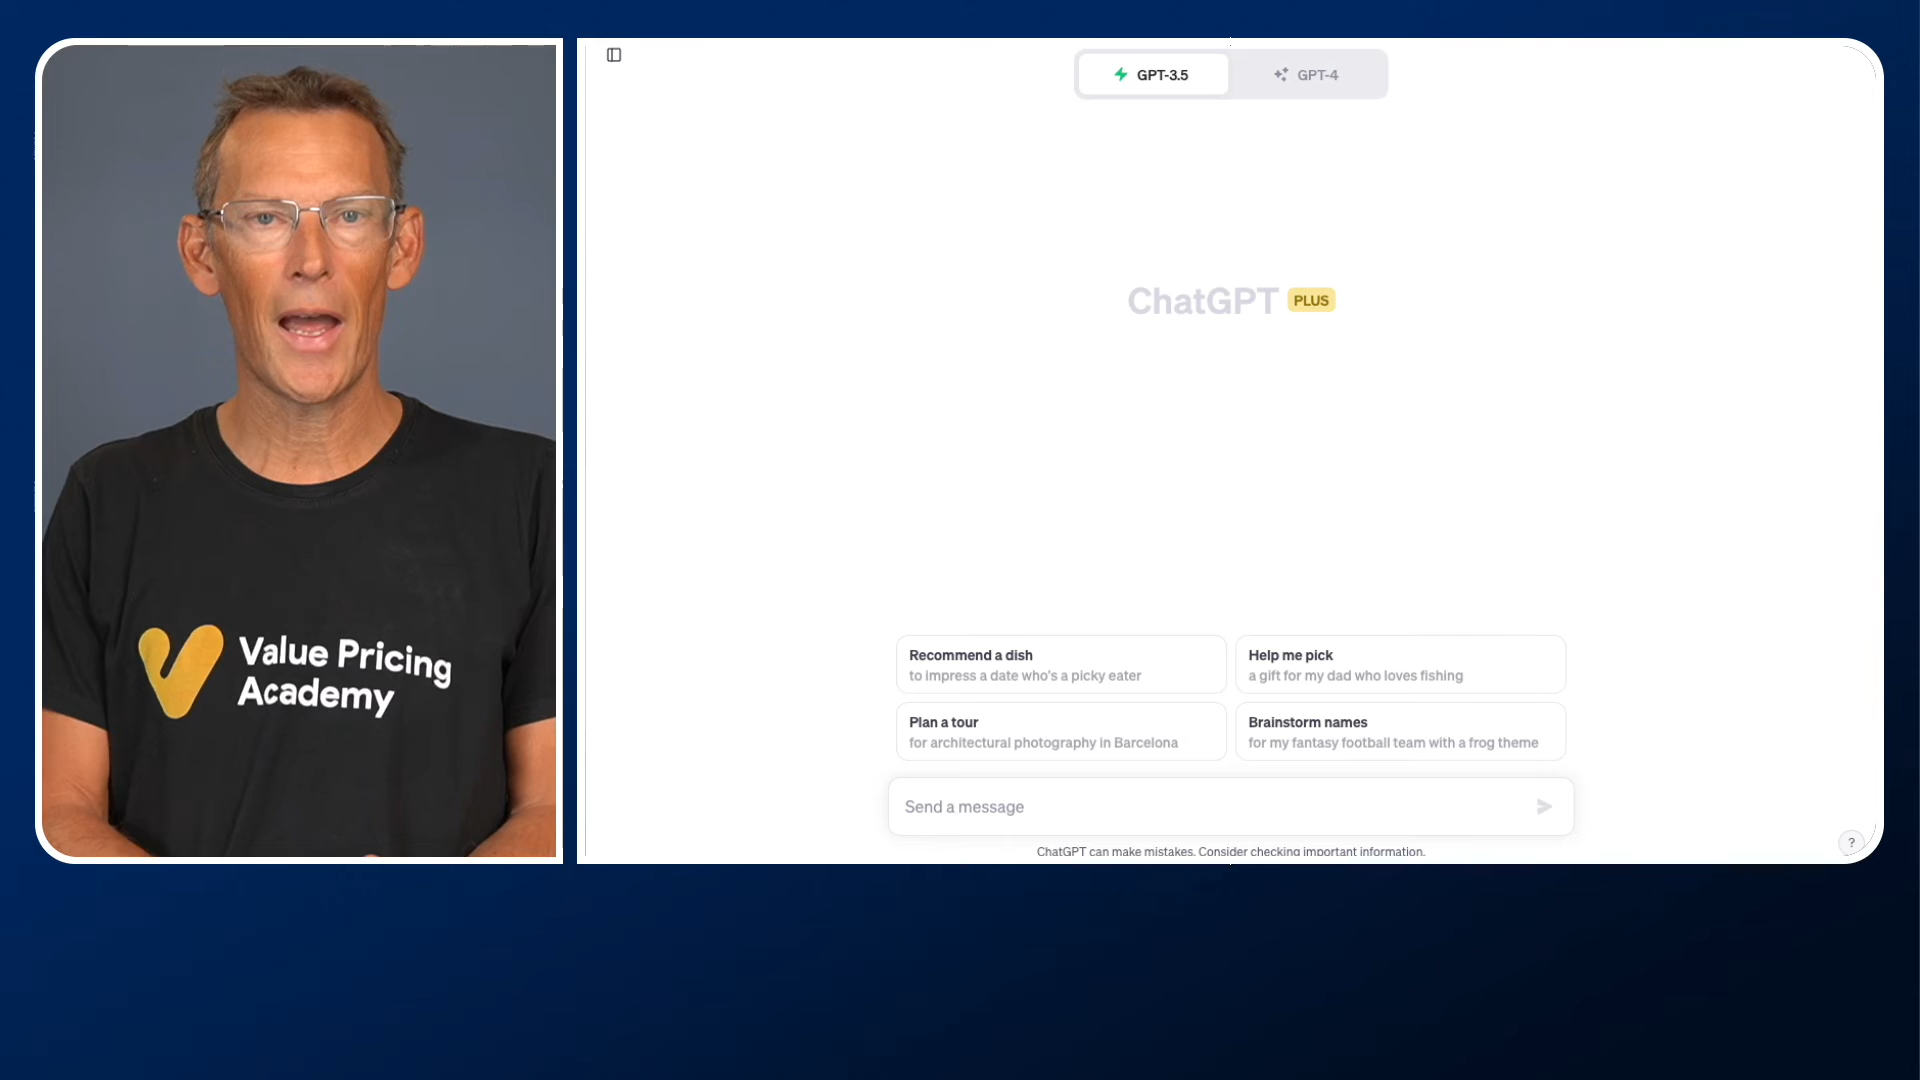 Value Pricing
Academy
GPT-3.5
GPT-4
ChatGPT PLUS
Recommend a dish
to impress a date who's a picky eater
Help me pick
a gift for my dad who loves fishing
Plan a tour
for architectural photography in Barcelona
Brainstorm names
for my fantasy football team with a frog theme
Send a message
ChatGPT can make mistakes. Consider checking important information.
?